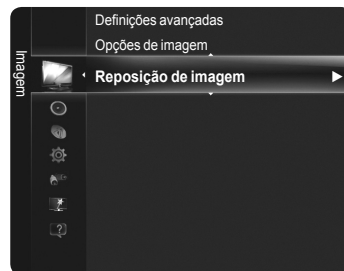 Definições avançadas
Opções de imagem
Imagem
Reposição de imagem